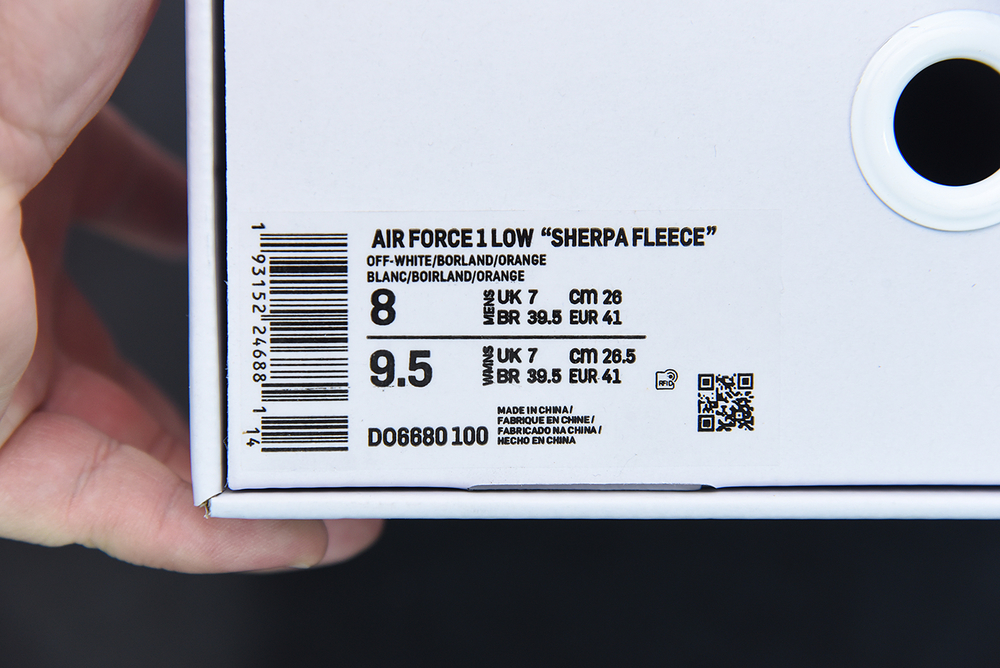 AIR FORCE 1 LOW “SHERPA FLEECE”
OFF-WHITE/BORLAND/ORANGE
BLANC/BOIRLAND/ORANGE
8 MENS UK 7 CM 26
BR 39.5 EUR 41
9.5 WMNS UK 7 CM 26.5
BR 39.5 EUR 41
RFID
DO6680 100
MADE IN CHINA /
FABRIQUE EN CHINE /
FABRICADO NA CHINA /
HECHO EN CHINA
1 93152 24688 1 14